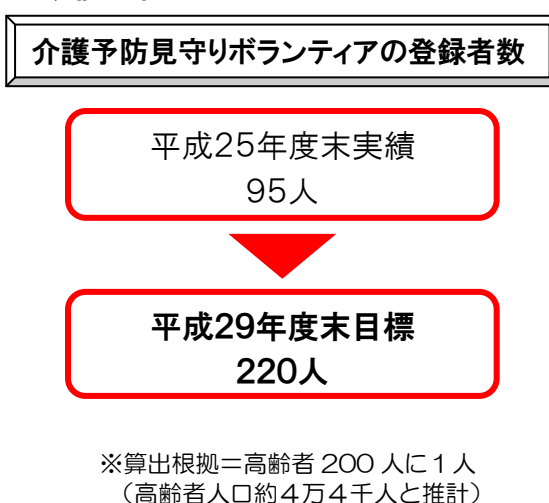 介護予防見守りボランティアの登録者数
平成25年度末実績
95人
平成29年度末目標
220人
※算出根拠＝高齢者 200 人に１人
（高齢者人口約４万４千人と推計）